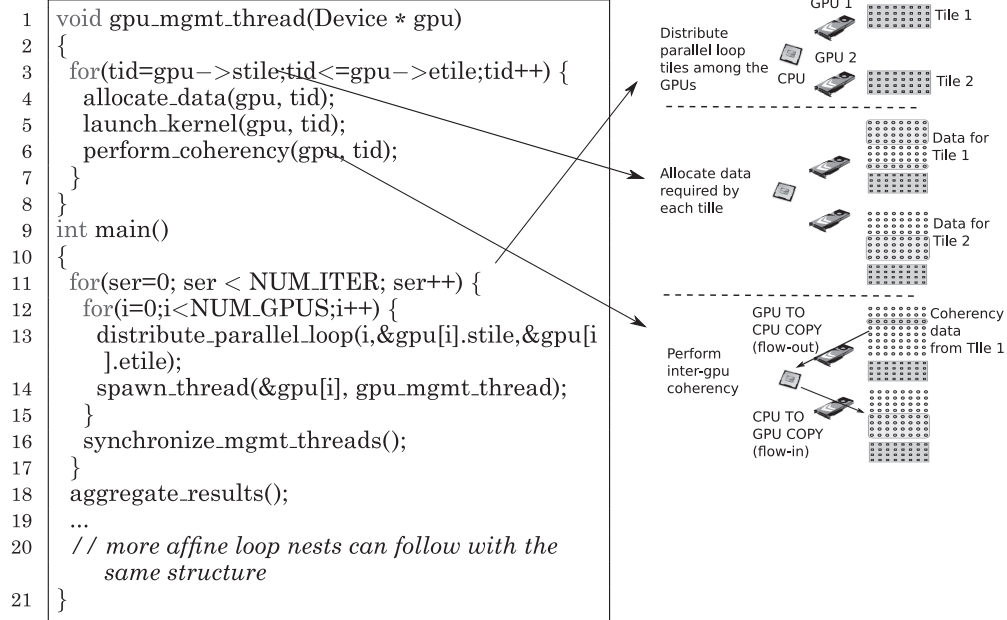 1 void gpu_mgmt_thread(Device * gpu)
2 {
3 for(tid=gpu−>stile;tid<=gpu−>etile;tid++) {
4 allocate_data(gpu, tid);
5 launch_kernel(gpu, tid);
6 perform_coherency(gpu, tid);
7 }
8 }
9 int main()
10 {
11 for(ser=0; ser < NUM_ITER; ser++) {
12 for(i=0;i<NUM_GPUS;i++) {
13 distribute_parallel_loop(i,&gpu[i].stile,&gpu[i
].etile);
14 spawn_thread(&gpu[i], gpu_mgmt_thread);
15 }
16 synchronize_mgmt_threads();
17 }
18 aggregate_results();
19 ...
20 // more affine loop nests can follow with the
same structure
21 }
Distribute
parallel loop
tiles among the
GPUs
GPU 1
Tile 1
CPU
GPU 2
Tile 2
Allocate data
required by
each tille
Data for
Tile 1
Data for
Tile 2
Perform
inter-gpu
coherency
GPU TO
CPU COPY
(flow-out)
Coherency
data
from TIle 1
CPU TO
GPU COPY
(flow-in)